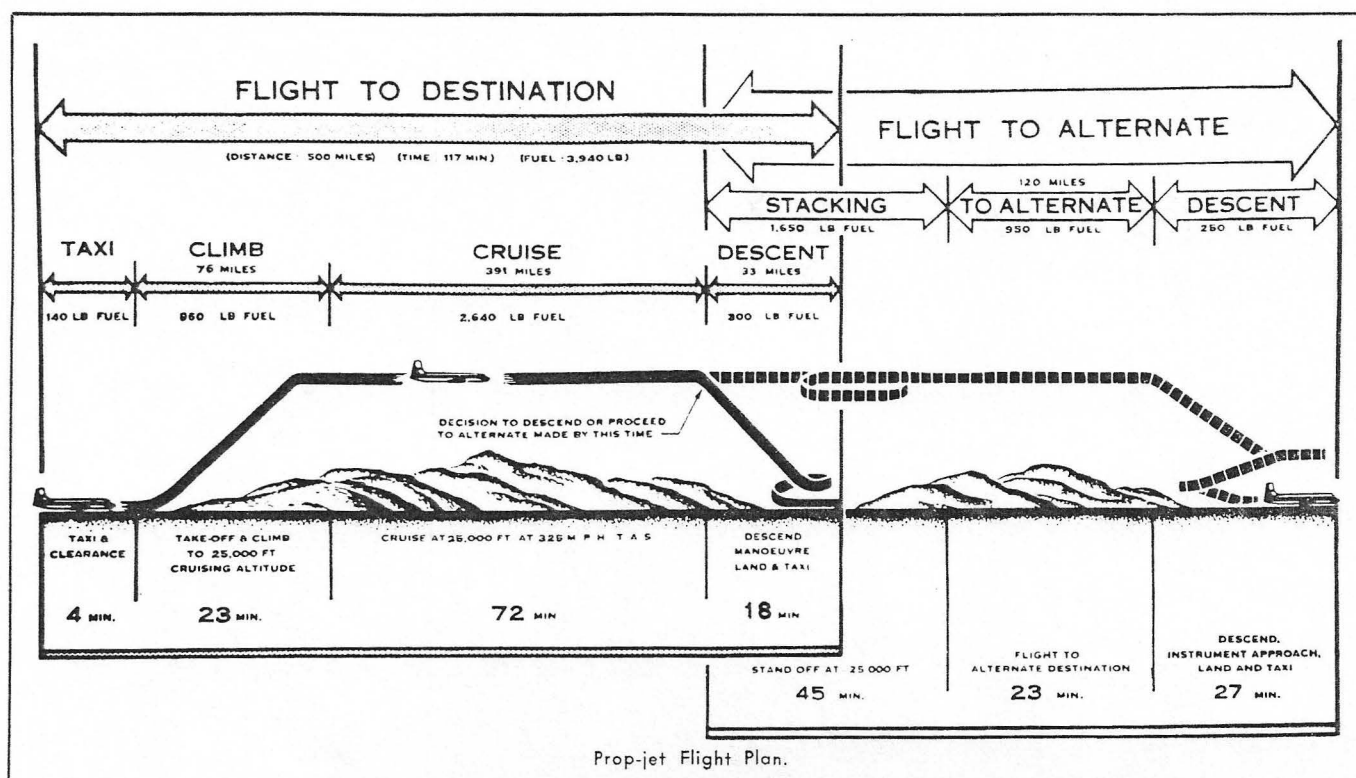 FLIGHT TO DESTINATION
(DISTANCE : 500 MILES) (TIME : 117 MIN) (FUEL : 3,940 LB)
FLIGHT TO ALTERNATE
120 MILES
STACKING
TO ALTERNATE
DESCENT
1,650 LB FUEL
950 LB FUEL
260 LB FUEL
TAXI
CLIMB
76 MILES
CRUISE
391 MILES
DESCENT
33 MILES
140 LB FUEL
860 LB FUEL
2,640 LB FUEL
300 LB FUEL
DECISION TO DESCEND OR PROCEED
TO ALTERNATE MADE BY THIS TIME
TAXI &
CLEARANCE
4 MIN.
TAKE-OFF & CLIMB
TO 25,000 FT
CRUISING ALTITUDE
23 MIN.
CRUISE AT 25,000 FT AT 325 M P H T A S
72 MIN
DESCEND
MANOEUVRE
LAND & TAXI
18 MIN
STAND OFF AT 25 000 FT
45 MIN.
FLIGHT TO
ALTERNATE DESTINATION
23 MIN.
DESCEND,
INSTRUMENT APPROACH,
LAND AND TAXI
27 MIN.
Prop-jet Flight Plan.